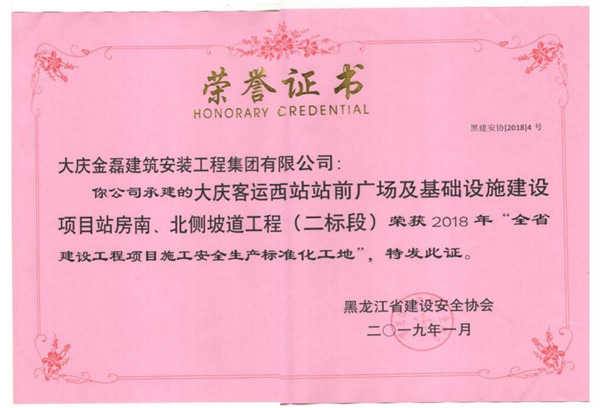 荣誉证书
HONORARY CREDENTIAL
黑建安协[2018]4 号
大庆金磊建筑安装工程集团有限公司：
你公司承建的大庆客运西站站前广场及基础设施建设
项目站房南、北侧坡道工程（二标段）荣获 2018 年“全省
建设工程项目施工安全生产标准化工地”，特发此证。
黑龙江省建设安全协会
二〇一九年一月